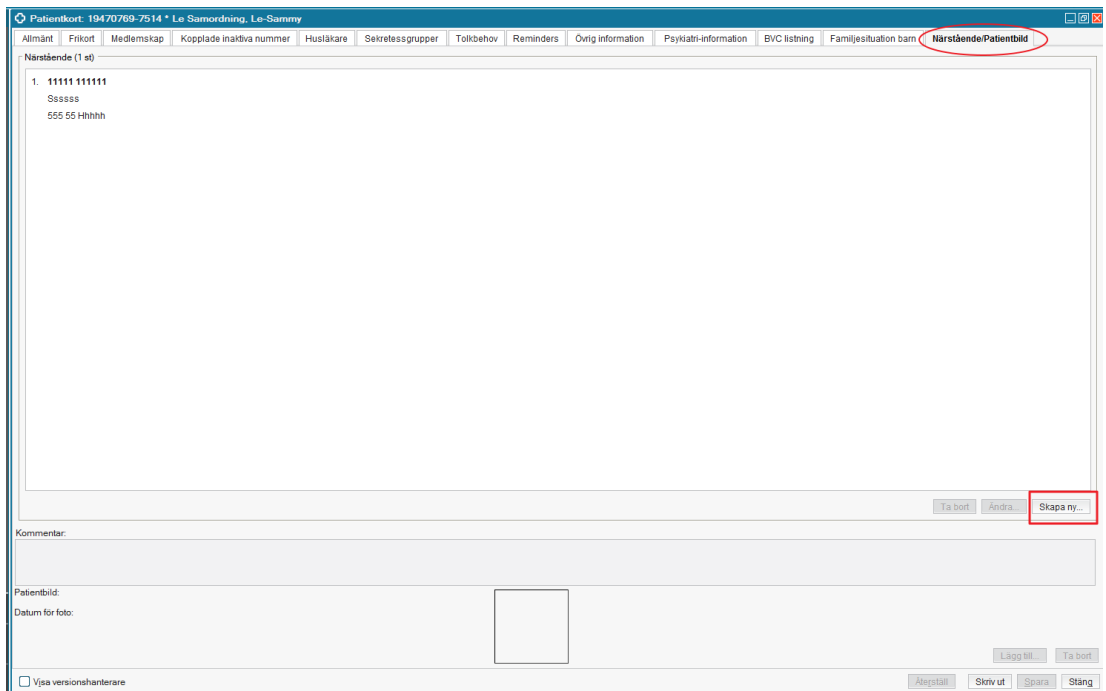 Patientkort: 19470769-7514 * Le Samordning, Le-Sammy
Allmänt Frikort Medlemskap Kopplade inaktiva nummer Husläkare Sekretessgrupper Tolkbehov Reminders Övrig information Psykiatri-information BVC listning Familjesituation barn Närstående/Patientbild
Närstående (1 st)
1. 11111 111111
Ssssss
555 55 Hhhhh
Ta bort Ändra... Skapa ny...
Kommentar:
Patientbild:
Datum för foto:
Lägg till... Ta bort
Visa versionshanterare Återställ Skriv ut Spara Stäng